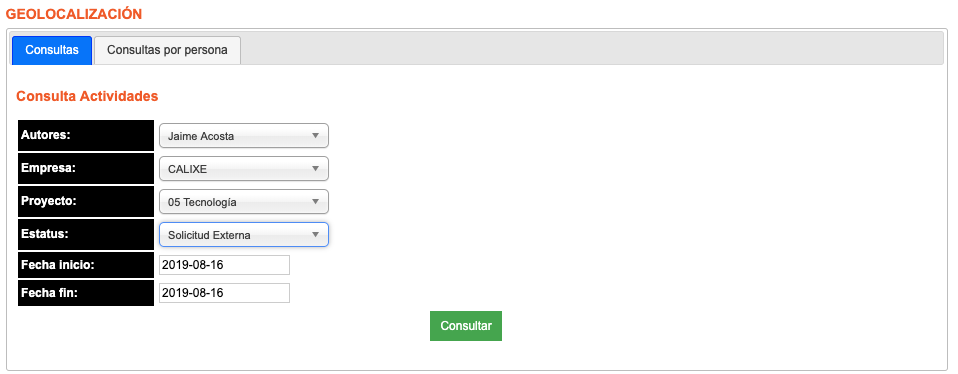 GEOLOCALIZACIÓN
Consultas Consultas por persona
Consulta Actividades
Autores: Jaime Acosta
Empresa: CALIXE
Proyecto: 05 Tecnología
Estatus: Solicitud Externa
Fecha inicio: 2019-08-16
Fecha fin: 2019-08-16
Consultar